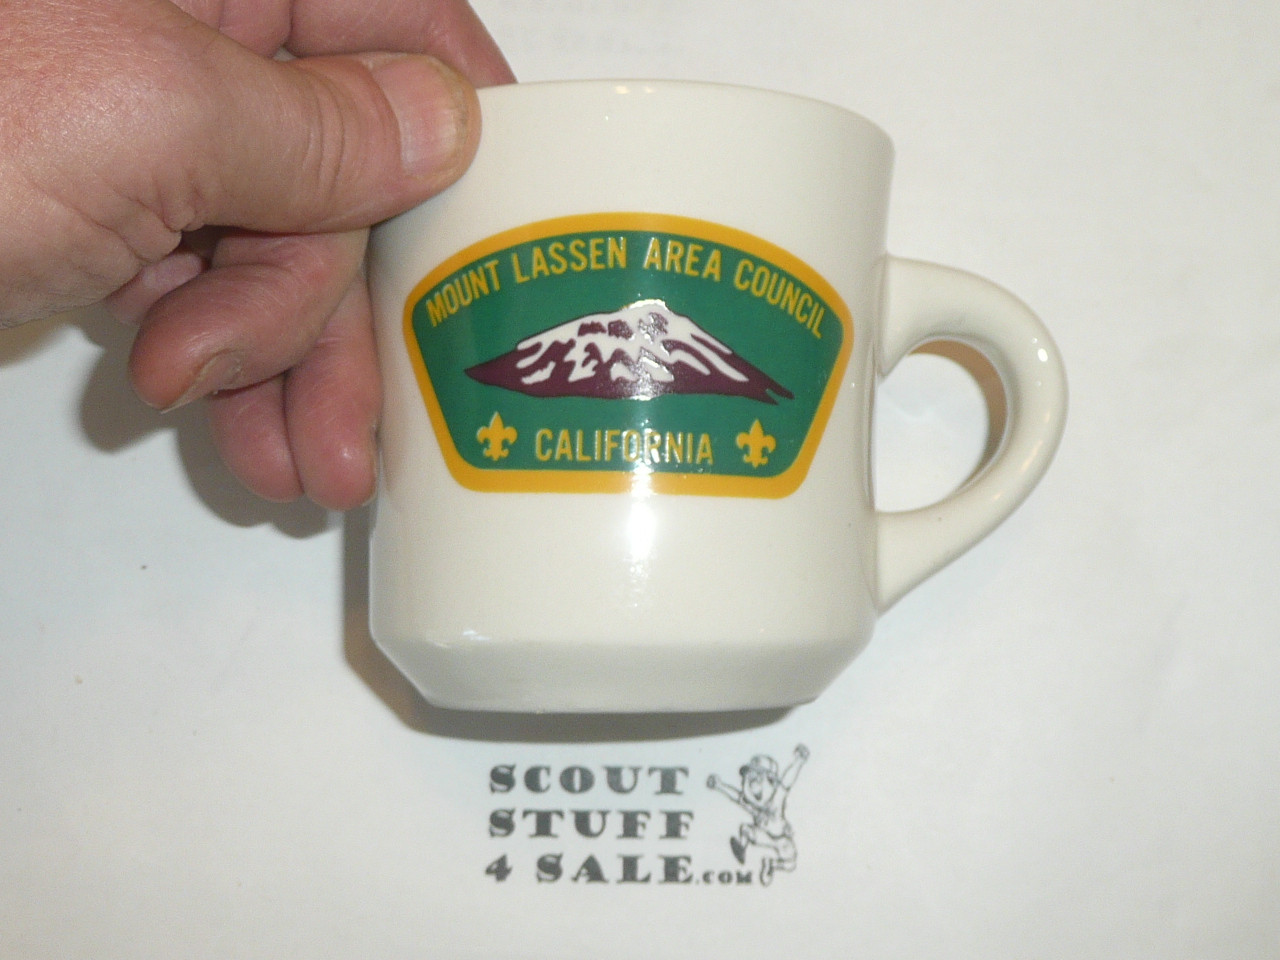 MOUNT LASSEN AREA COUNCIL
CALIFORNIA
SCOUT
STUFF
4 SALE.COM